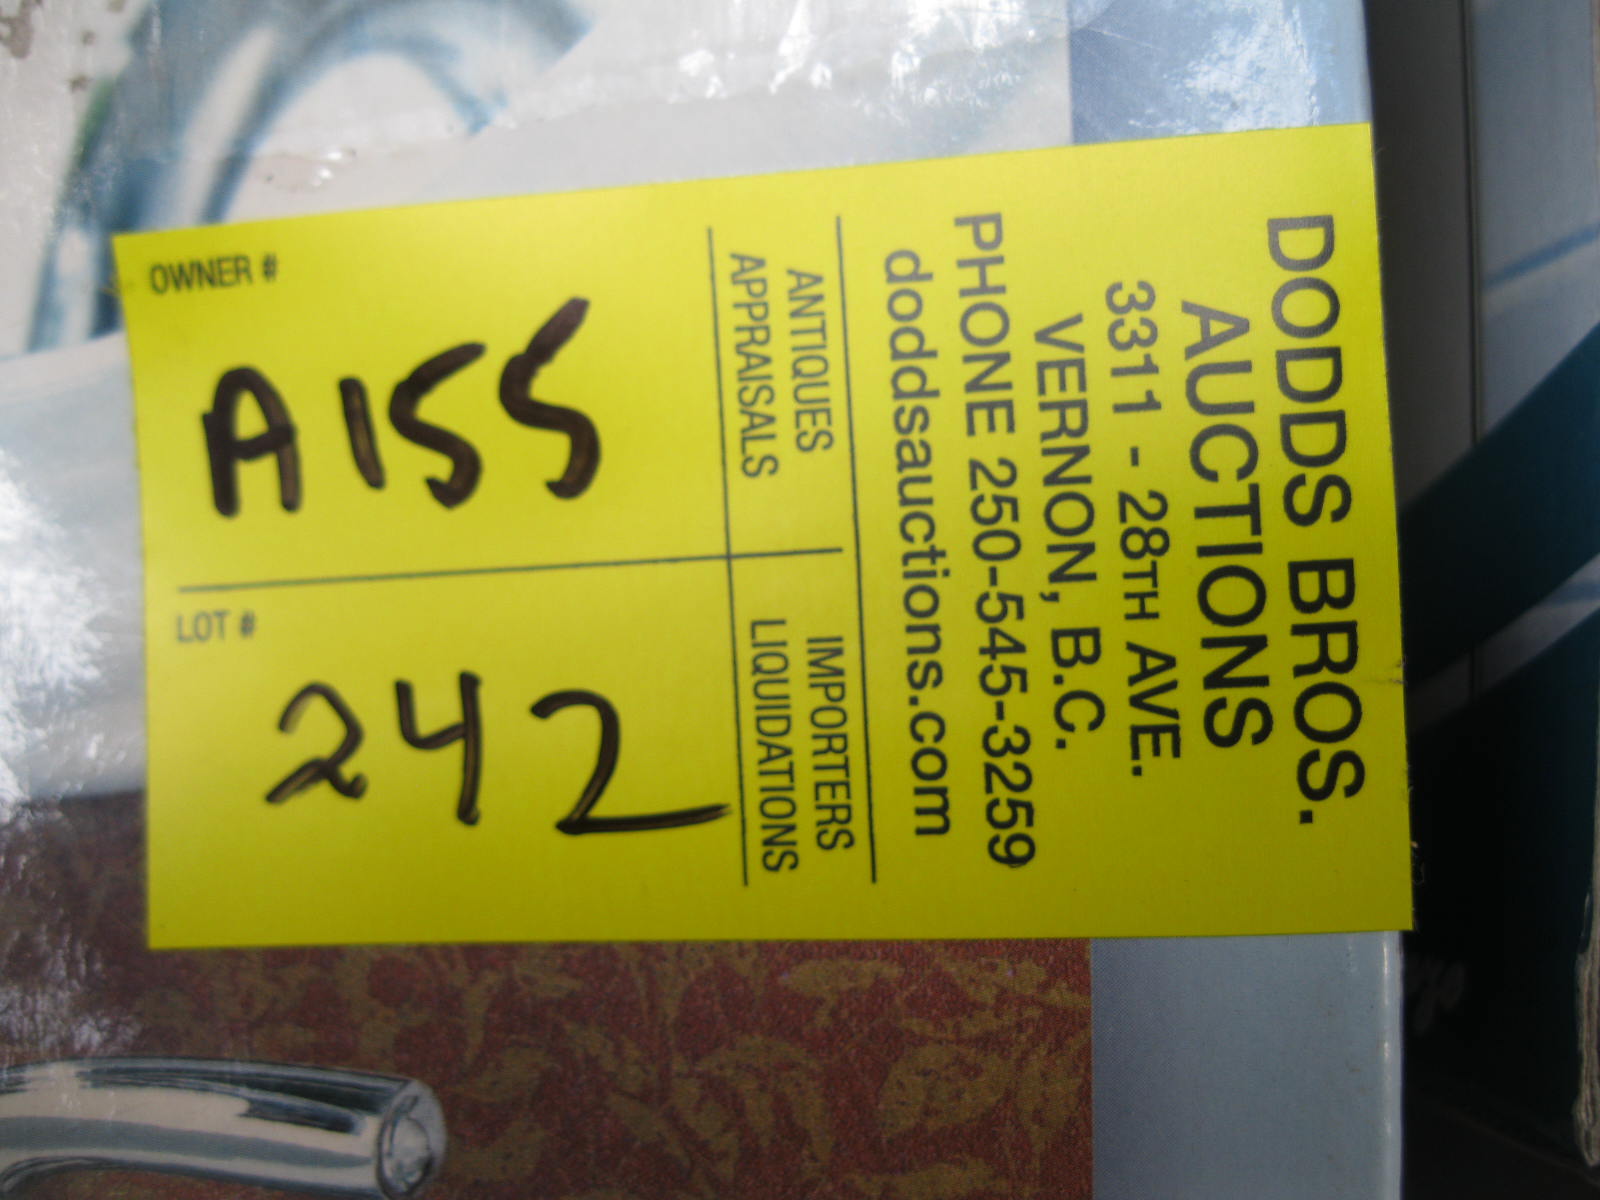 DODDS BROS.
AUCTIONS
3311 - 28TH AVE.
VERNON, B.C.
PHONE 250-545-3259
doddsauctions.com
ANTIQUES
APPRAISALS
IMPORTERS
LIQUIDATIONS
OWNER #
A155
LOT #
242